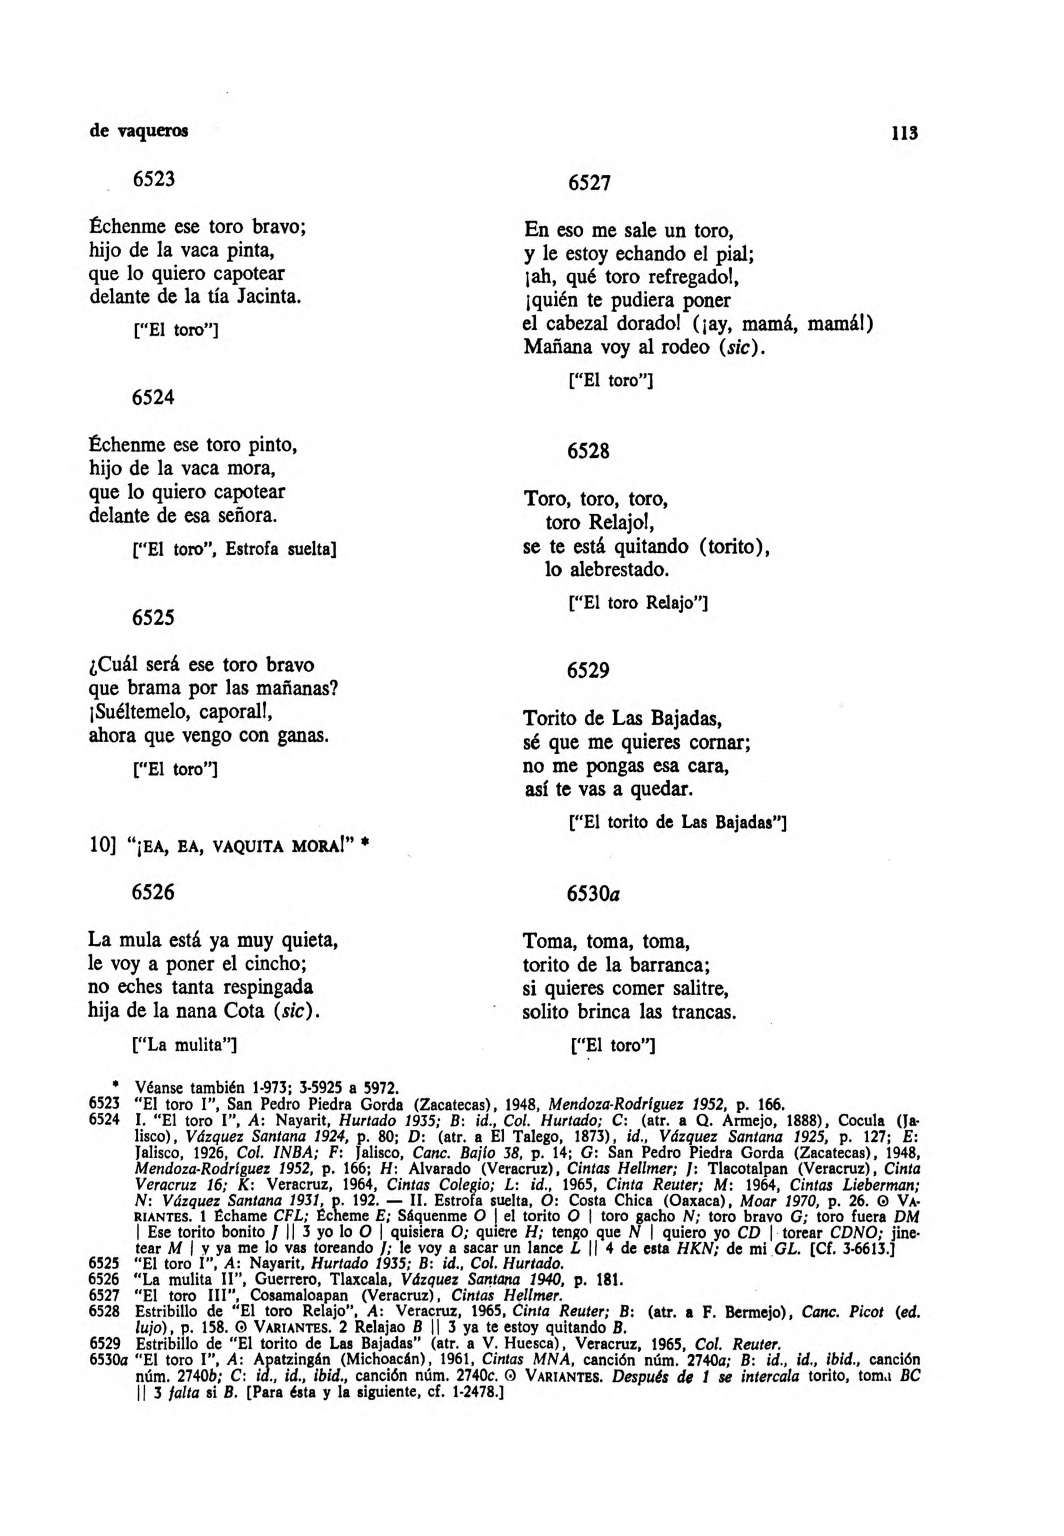 de vaqueros
113
6523
Échenme ese toro bravo;
hijo de la vaca pinta,
que lo quiero capotear
delante de la tía Jacinta.
["El toro"]
6524
Échenme ese toro pinto,
hijo de la vaca mora,
que lo quiero capotear
delante de esa señora.
["El toro", Estrofa suelta]
6525
¿Cuál será ese toro bravo
que brama por las mañanas?
¡Suéltemelo, caporal!,
ahora que vengo con ganas.
["El toro"]
10] "¡EA, EA, VAQUITA MORA!" *
6526
La mula está ya muy quieta,
le voy a poner el cincho;
no eches tanta respingada
hija de la nana Cota (sic).
["La mulita"]
6527
En eso me sale un toro,
y le estoy echando el pial;
¡ah, qué toro refregado!,
¡quién te pudiera poner
el cabezal dorado! (¡ay, mamá, mamá!)
Mañana voy al rodeo (sic).
["El toro"]
6528
Toro, toro, toro,
toro Relajo!,
se te está quitando (torito),
lo alebrestado.
["El toro Relajo"]
6529
Torito de Las Bajadas,
sé que me quieres cornar;
no me pongas esa cara,
así te vas a quedar.
["El torito de Las Bajadas"]
6530a
Toma, toma, toma,
torito de la barranca;
si quieres comer salitre,
solito brinca las trancas.
["El toro"]
* Véanse también 1-973; 3-5925 a 5972.
6523 "El toro I", San Pedro Piedra Gorda (Zacatecas), 1948, Mendoza-Rodríguez 1952, p. 166.
6524 I. "El toro I", A: Nayarit, Hurtado 1935; B: id., Col. Hurtado; C: (atr. a Q. Armejo, 1888), Cocula (Ja-
lisco), Vázquez Santana 1924, p. 80; D: (atr. a El Talego, 1873), id., Vázquez Santana 1925, p. 127; E:
Jalisco, 1926, Col. INBA; F: Jalisco, Canc. Bajío 38, p. 14; G: San Pedro Piedra Gorda (Zacatecas), 1948,
Mendoza-Rodríguez 1952, p. 166; H: Alvarado (Veracruz), Cintas Hellmer; J: Tlacotalpan (Veracruz), Cinta
Veracruz 16; K: Veracruz, 1964, Cintas Colegio; L: id., 1965, Cinta Reuter; M: 1964, Cintas Lieberman;
N: Vázquez Santana 1931, p. 192. — II. Estrofa suelta, O: Costa Chica (Oaxaca), Moar 1970, p. 26. ⊙ VA-
RIANTES. 1 Échame CFL; Écheme E; Sáquenme O | el torito O | toro gacho N; toro bravo G; toro fuera DM
| Ese torito bonito J || 3 yo lo O | quisiera O; quiere H; tengo que N | quiero yo CD | torear CDNO; jine-
tear M | y ya me lo vas toreando J; le voy a sacar un lance L || 4 de esta HKN; de mi GL. [Cf. 3-6613.]
6525 "El toro I", A: Nayarit, Hurtado 1935; B: id., Col. Hurtado.
6526 "La mulita II", Guerrero, Tlaxcala, Vázquez Santana 1940, p. 181.
6527 "El toro III", Cosamaloapan (Veracruz), Cintas Hellmer.
6528 Estribillo de "El toro Relajo", A: Veracruz, 1965, Cinta Reuter; B: (atr. a F. Bermejo), Canc. Picot (ed.
lujo), p. 158. ⊙ VARIANTES. 2 Relajao B || 3 ya te estoy quitando B.
6529 Estribillo de "El torito de Las Bajadas" (atr. a V. Huesca), Veracruz, 1965, Col. Reuter.
6530a "El toro I", A: Apatzingán (Michoacán), 1961, Cintas MNA, canción núm. 2740a; B: id., id., ibid., canción
núm. 2740b; C: id., id., ibid., canción núm. 2740c. ⊙ VARIANTES. Después de 1 se intercala torito, toma BC
|| 3 falta si B. [Para ésta y la siguiente, cf. 1-2478.]